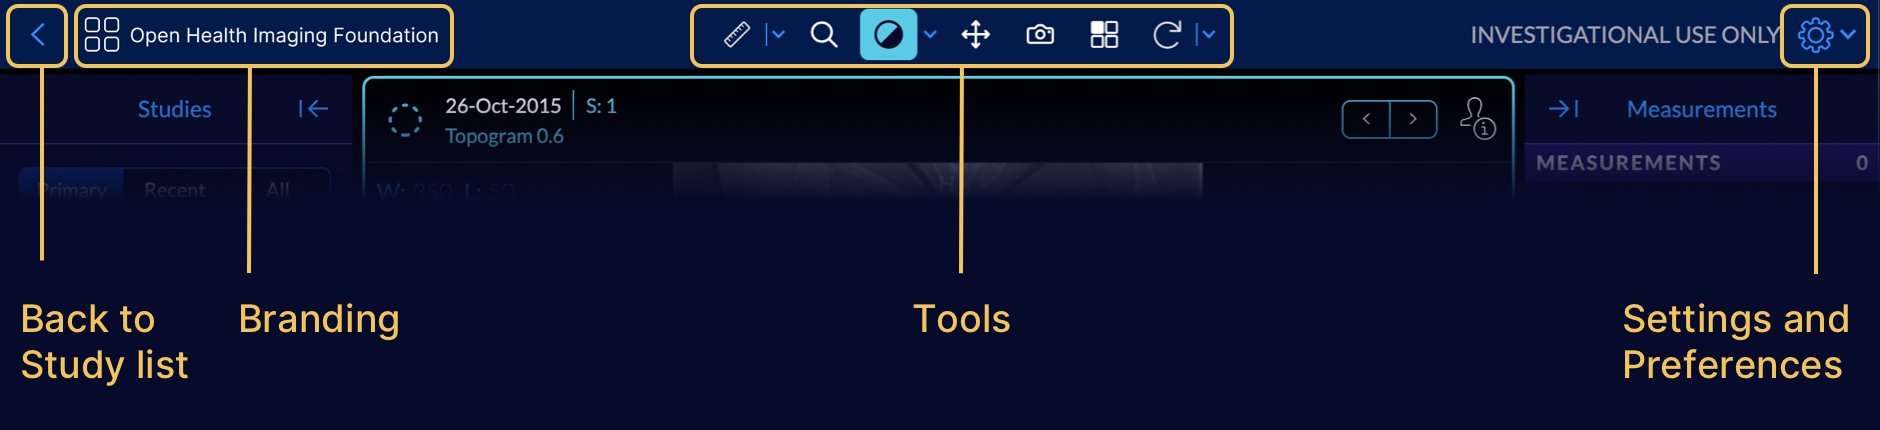 Open Health Imaging Foundation
INVESTIGATIONAL USE ONLY
Studies
26-Oct-2015 S: 1
Topogram 0.6
Measurements
MEASUREMENTS 0
Primary Recent All
W: 350 L: 50
H
Back to
Study list
Branding
Tools
Settings and
Preferences